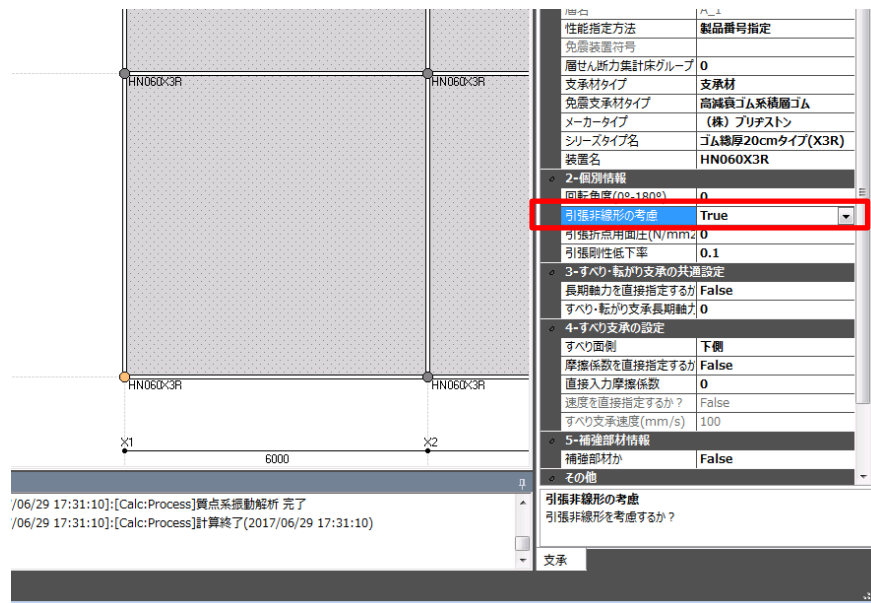 HN060X3R
HN060X3R
HN060X3R
HN060X3R
X1
X2
6000
/06/29 17:31:10]:[Calc:Process]質点系振動解析 完了
/06/29 17:31:10]:[Calc:Process]計算終了(2017/06/29 17:31:10)
層名 A_1
性能指定方法 製品番号指定
免震装置符号
層せん断力集計床グループ 0
支承材タイプ 支承材
免震支承材タイプ 高減衰ゴム系積層ゴム
メーカータイプ （株）ブリヂストン
シリーズタイプ名 ゴム総厚20cmタイプ(X3R)
装置名 HN060X3R
2-個別情報
回転角度(0°-180°) 0
引張非線形の考慮 True
引張折点用面圧(N/mm2 0
引張剛性低下率 0.1
3-すべり・転がり支承の共通設定
長期軸力を直接指定するか False
すべり・転がり支承長期軸力 0
4-すべり支承の設定
すべり面側 下側
摩擦係数を直接指定するか False
直接入力摩擦係数 0
速度を直接指定するか？ False
すべり支承速度(mm/s) 100
5-補強部材情報
補強部材か False
その他
引張非線形の考慮
引張非線形を考慮するか？
支承